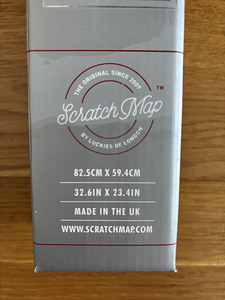 THE ORIGINAL SINCE 2009
Scratch Map
TM
BY LUCKIES OF LONDON
82.5CM X 59.4CM
32.6IN X 23.4IN
MADE IN THE UK
WWW.SCRATCHMAP.COM